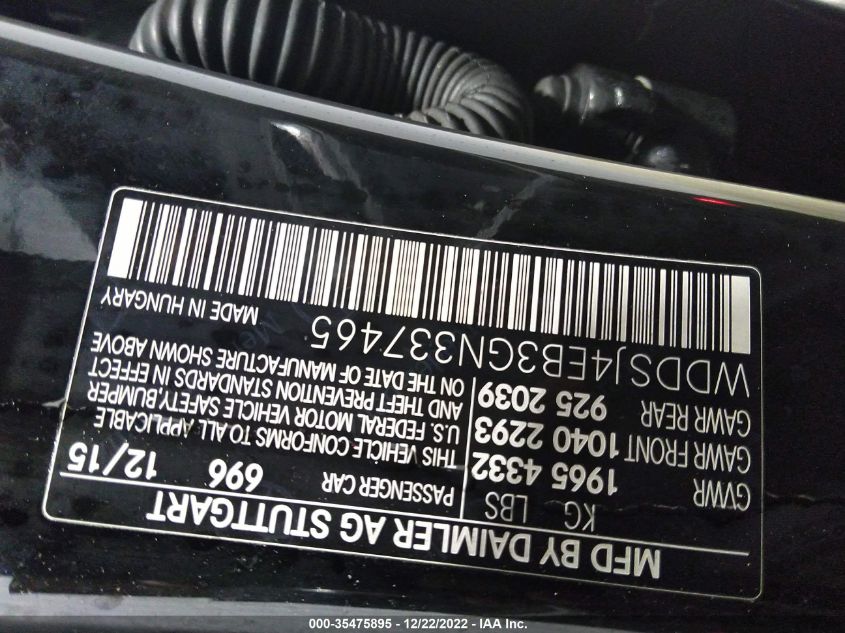 MFD BY DAIMLER AG STUTTGART
KG LBS
GVWR 1965 4332
GAWR FRONT 1040 2293
GAWR REAR 925 2039
PASSENGER CAR 696 12/15
THIS VEHICLE CONFORMS TO ALL APPLICABLE
U.S. FEDERAL MOTOR VEHICLE SAFETY,BUMPER
AND THEFT PREVENTION STANDARDS IN EFFECT
ON THE DATE OF MANUFACTURE SHOWN ABOVE
WDDSJ4EB3GN337465
MADE IN HUNGARY
000-35475895 - 12/22/2022 - IAA Inc.